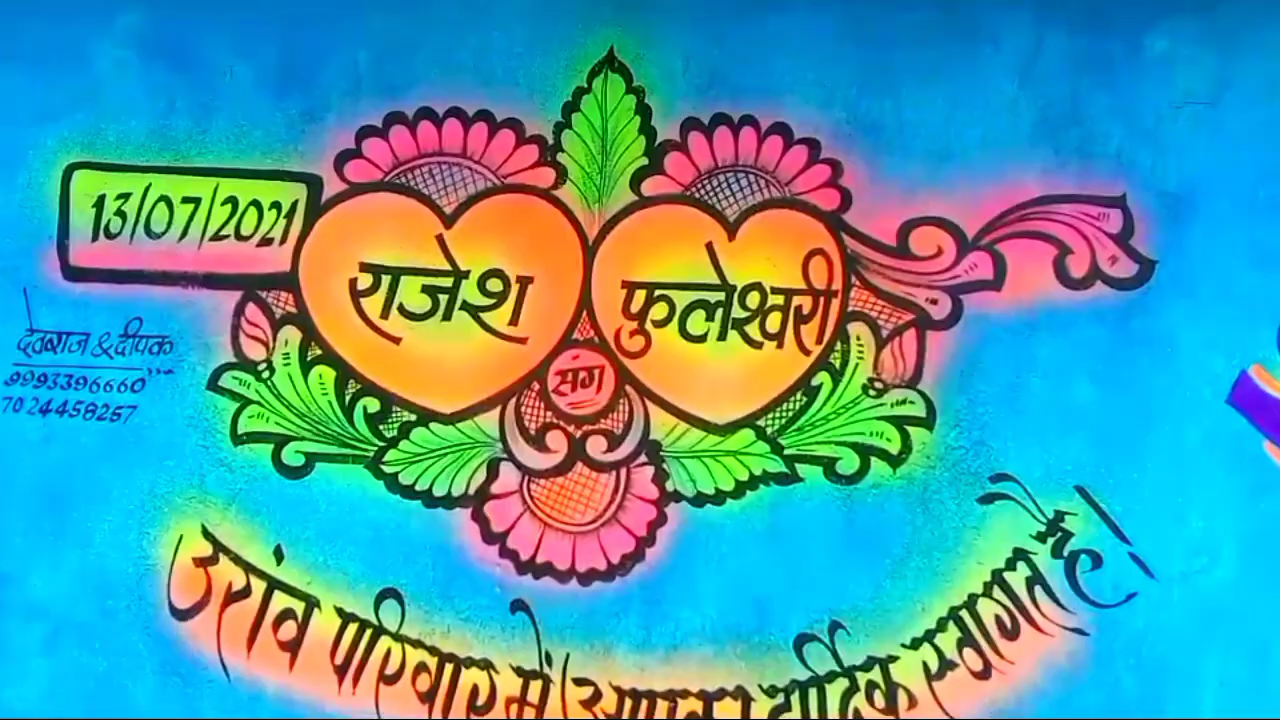 13/07/2021
राजेश
फुलेश्वरी
संग
देवराज & दीपक
9993396660
7024458257
उरांव परिवार में आपका हार्दिक स्वागत है।